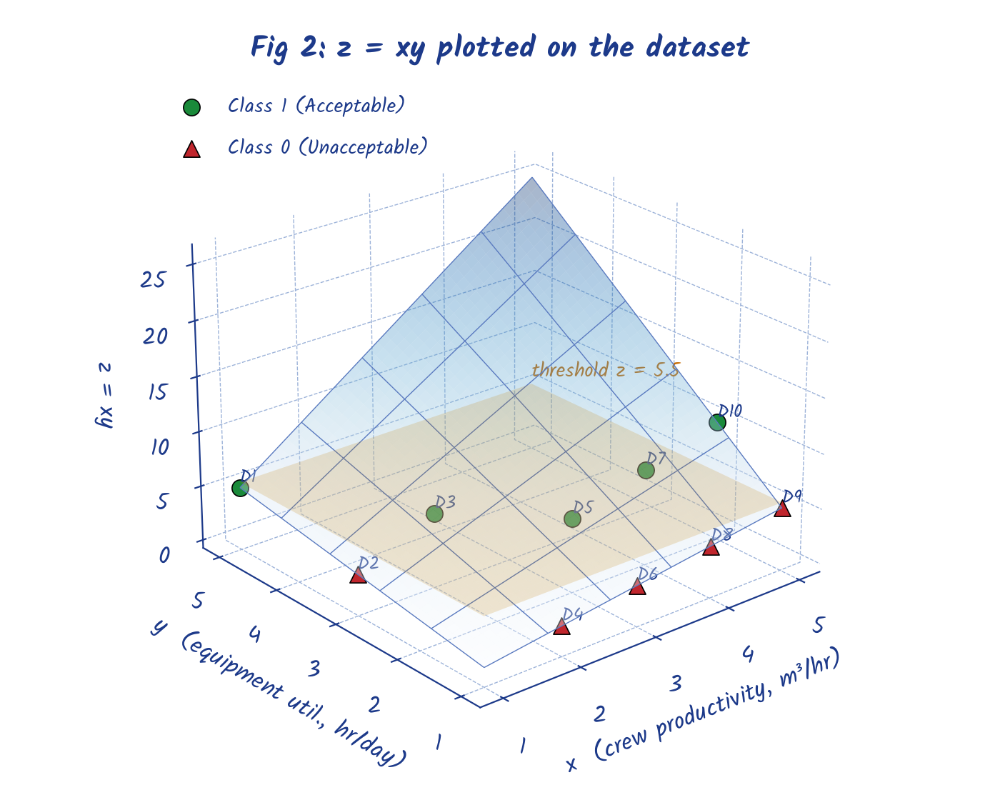 Fig 2: z = xy plotted on the dataset
Class 1 (Acceptable)
Class 0 (Unacceptable)
25
20
15
10
5
0
z = xy
threshold z = 5.5
D10
D7
D1
D3
D5
D9
D8
D2
D6
D4
5
4
3
2
1
y (equipment util., hr/day)
1
2
3
4
5
x (crew productivity, m³/hr)